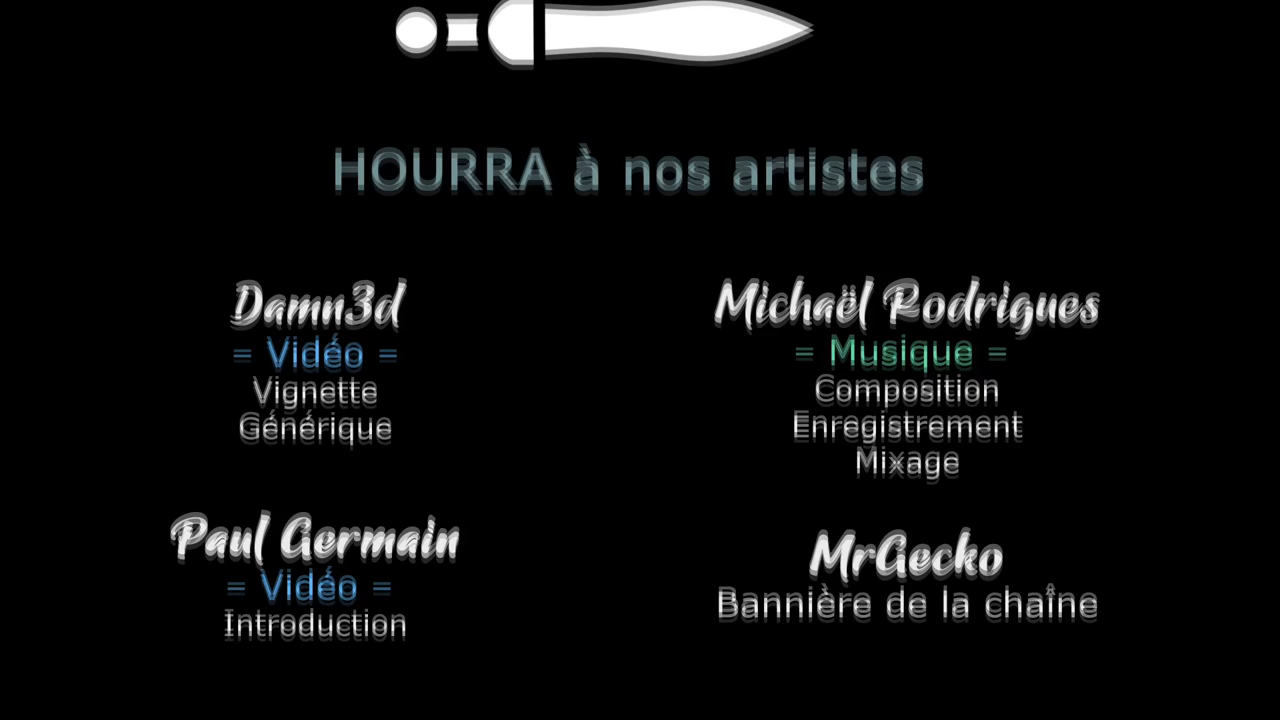 HOURRA à nos artistes
Damn3d
= Vidéo =
Vignette
Générique
Michaël Rodrigues
= Musique =
Composition
Enregistrement
Mixage
Paul Germain
= Vidéo =
Introduction
MrGecko
Bannière de la chaîne